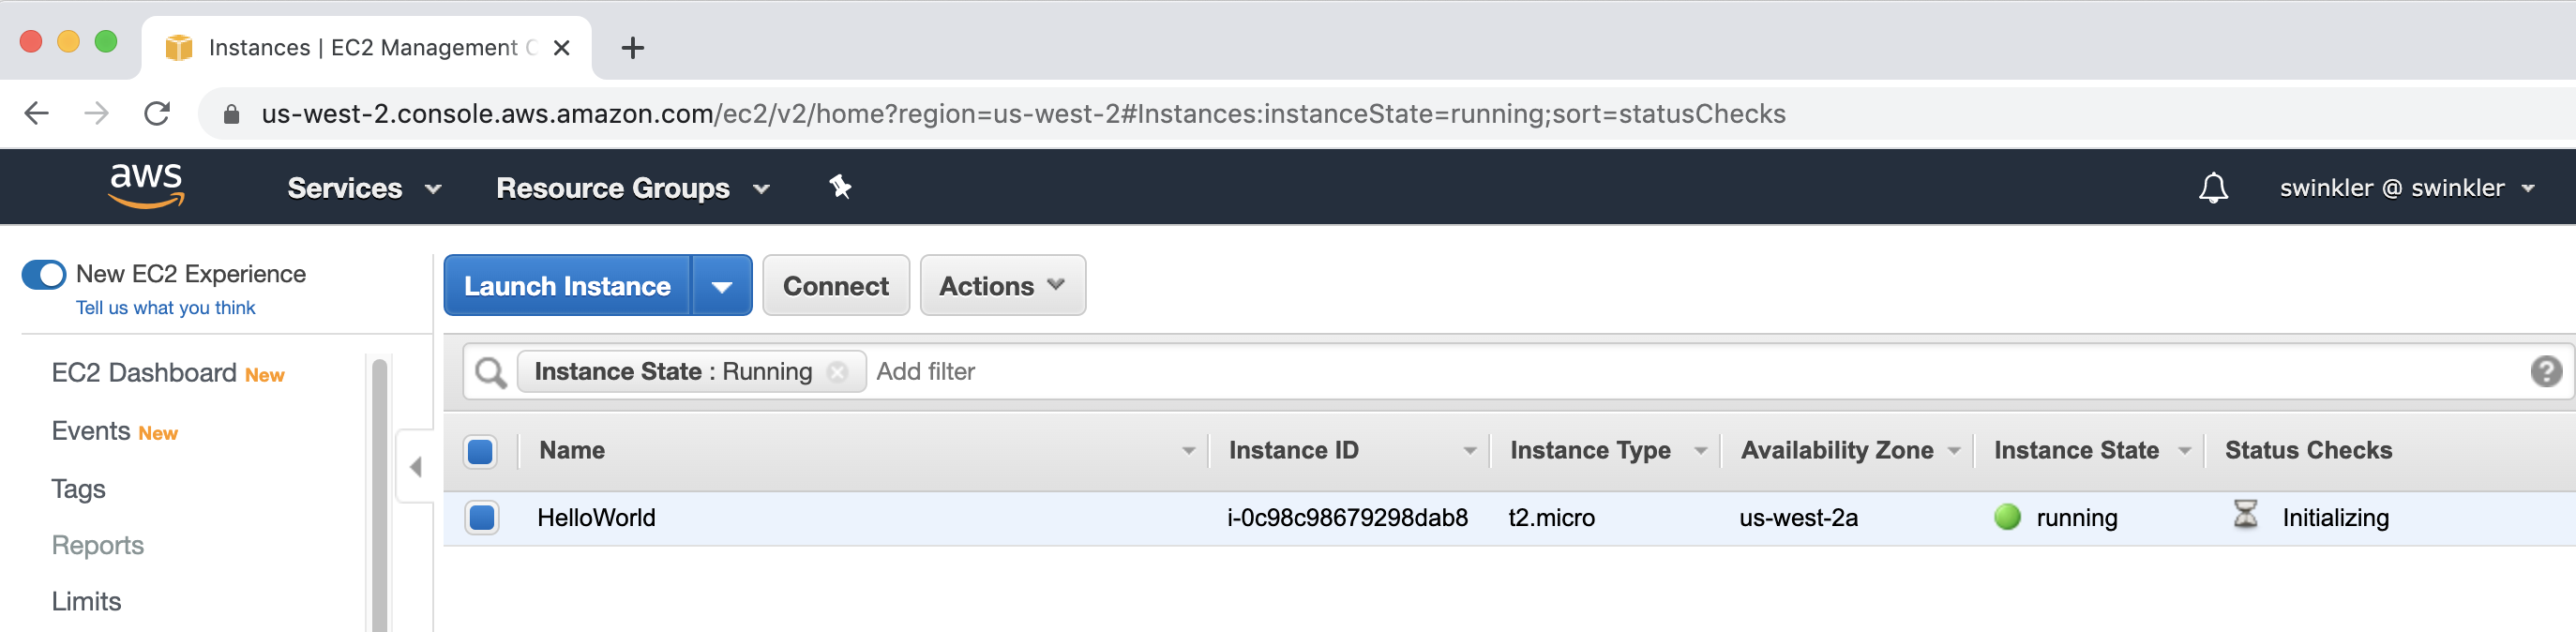 Instances | EC2 Management C
us-west-2.console.aws.amazon.com/ec2/v2/home?region=us-west-2#Instances:instanceState=running;sort=statusChecks
aws Services Resource Groups swinkler @ swinkler
New EC2 Experience
Tell us what you think
EC2 Dashboard New
Events New
Tags
Reports
Limits
Launch Instance Connect Actions
Instance State : Running Add filter ?
Name Instance ID Instance Type Availability Zone Instance State Status Checks
HelloWorld i-0c98c98679298dab8 t2.micro us-west-2a running Initializing